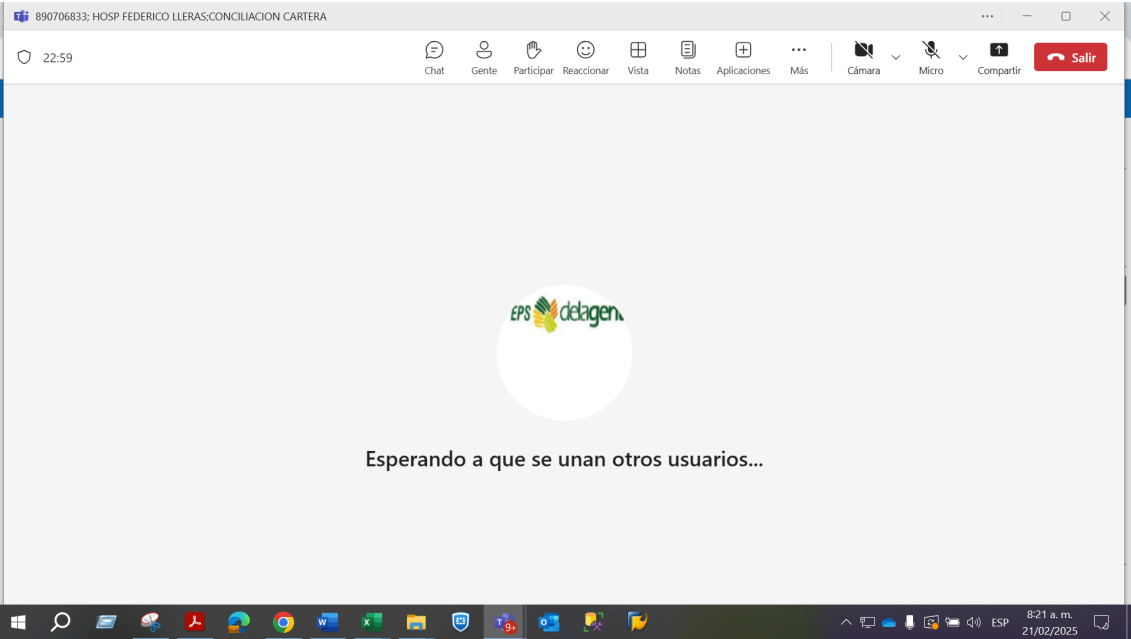 890706833; HOSP FEDERICO LLERAS;CONCILIACION CARTERA
22:59
Chat Gente Participar Reaccionar Vista Notas Aplicaciones Más Cámara Micro Compartir Salir
EPS delagen
Esperando a que se unan otros usuarios...
9+
ESP
8:21 a. m.
21/02/2025